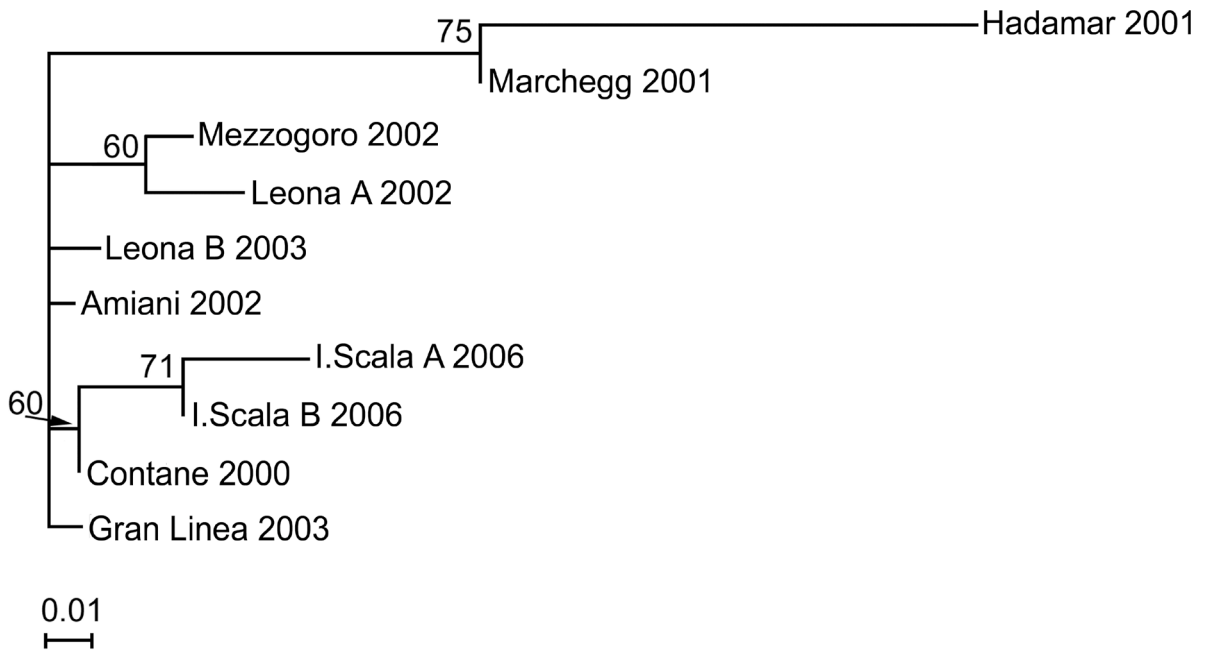 75
Hadamar 2001
Marchegg 2001
60
Mezzogoro 2002
Leona A 2002
Leona B 2003
Amiani 2002
71
I.Scala A 2006
60
I.Scala B 2006
Contane 2000
Gran Linea 2003
0.01